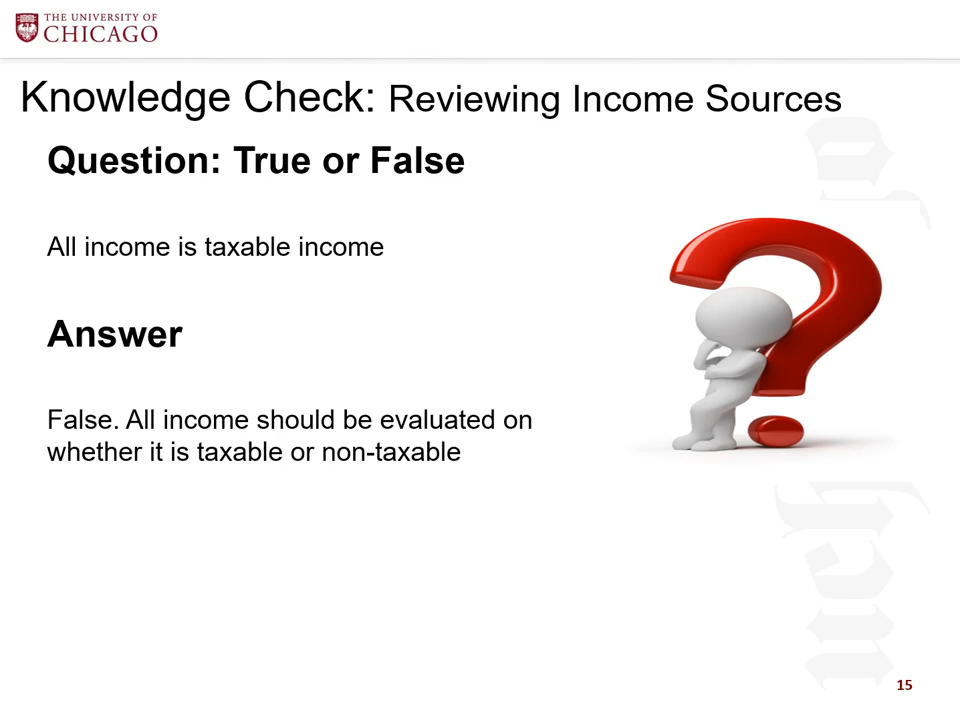 THE UNIVERSITY OF
CHICAGO
Knowledge Check: Reviewing Income Sources
Question: True or False
All income is taxable income
Answer
False. All income should be evaluated on
whether it is taxable or non-taxable
15